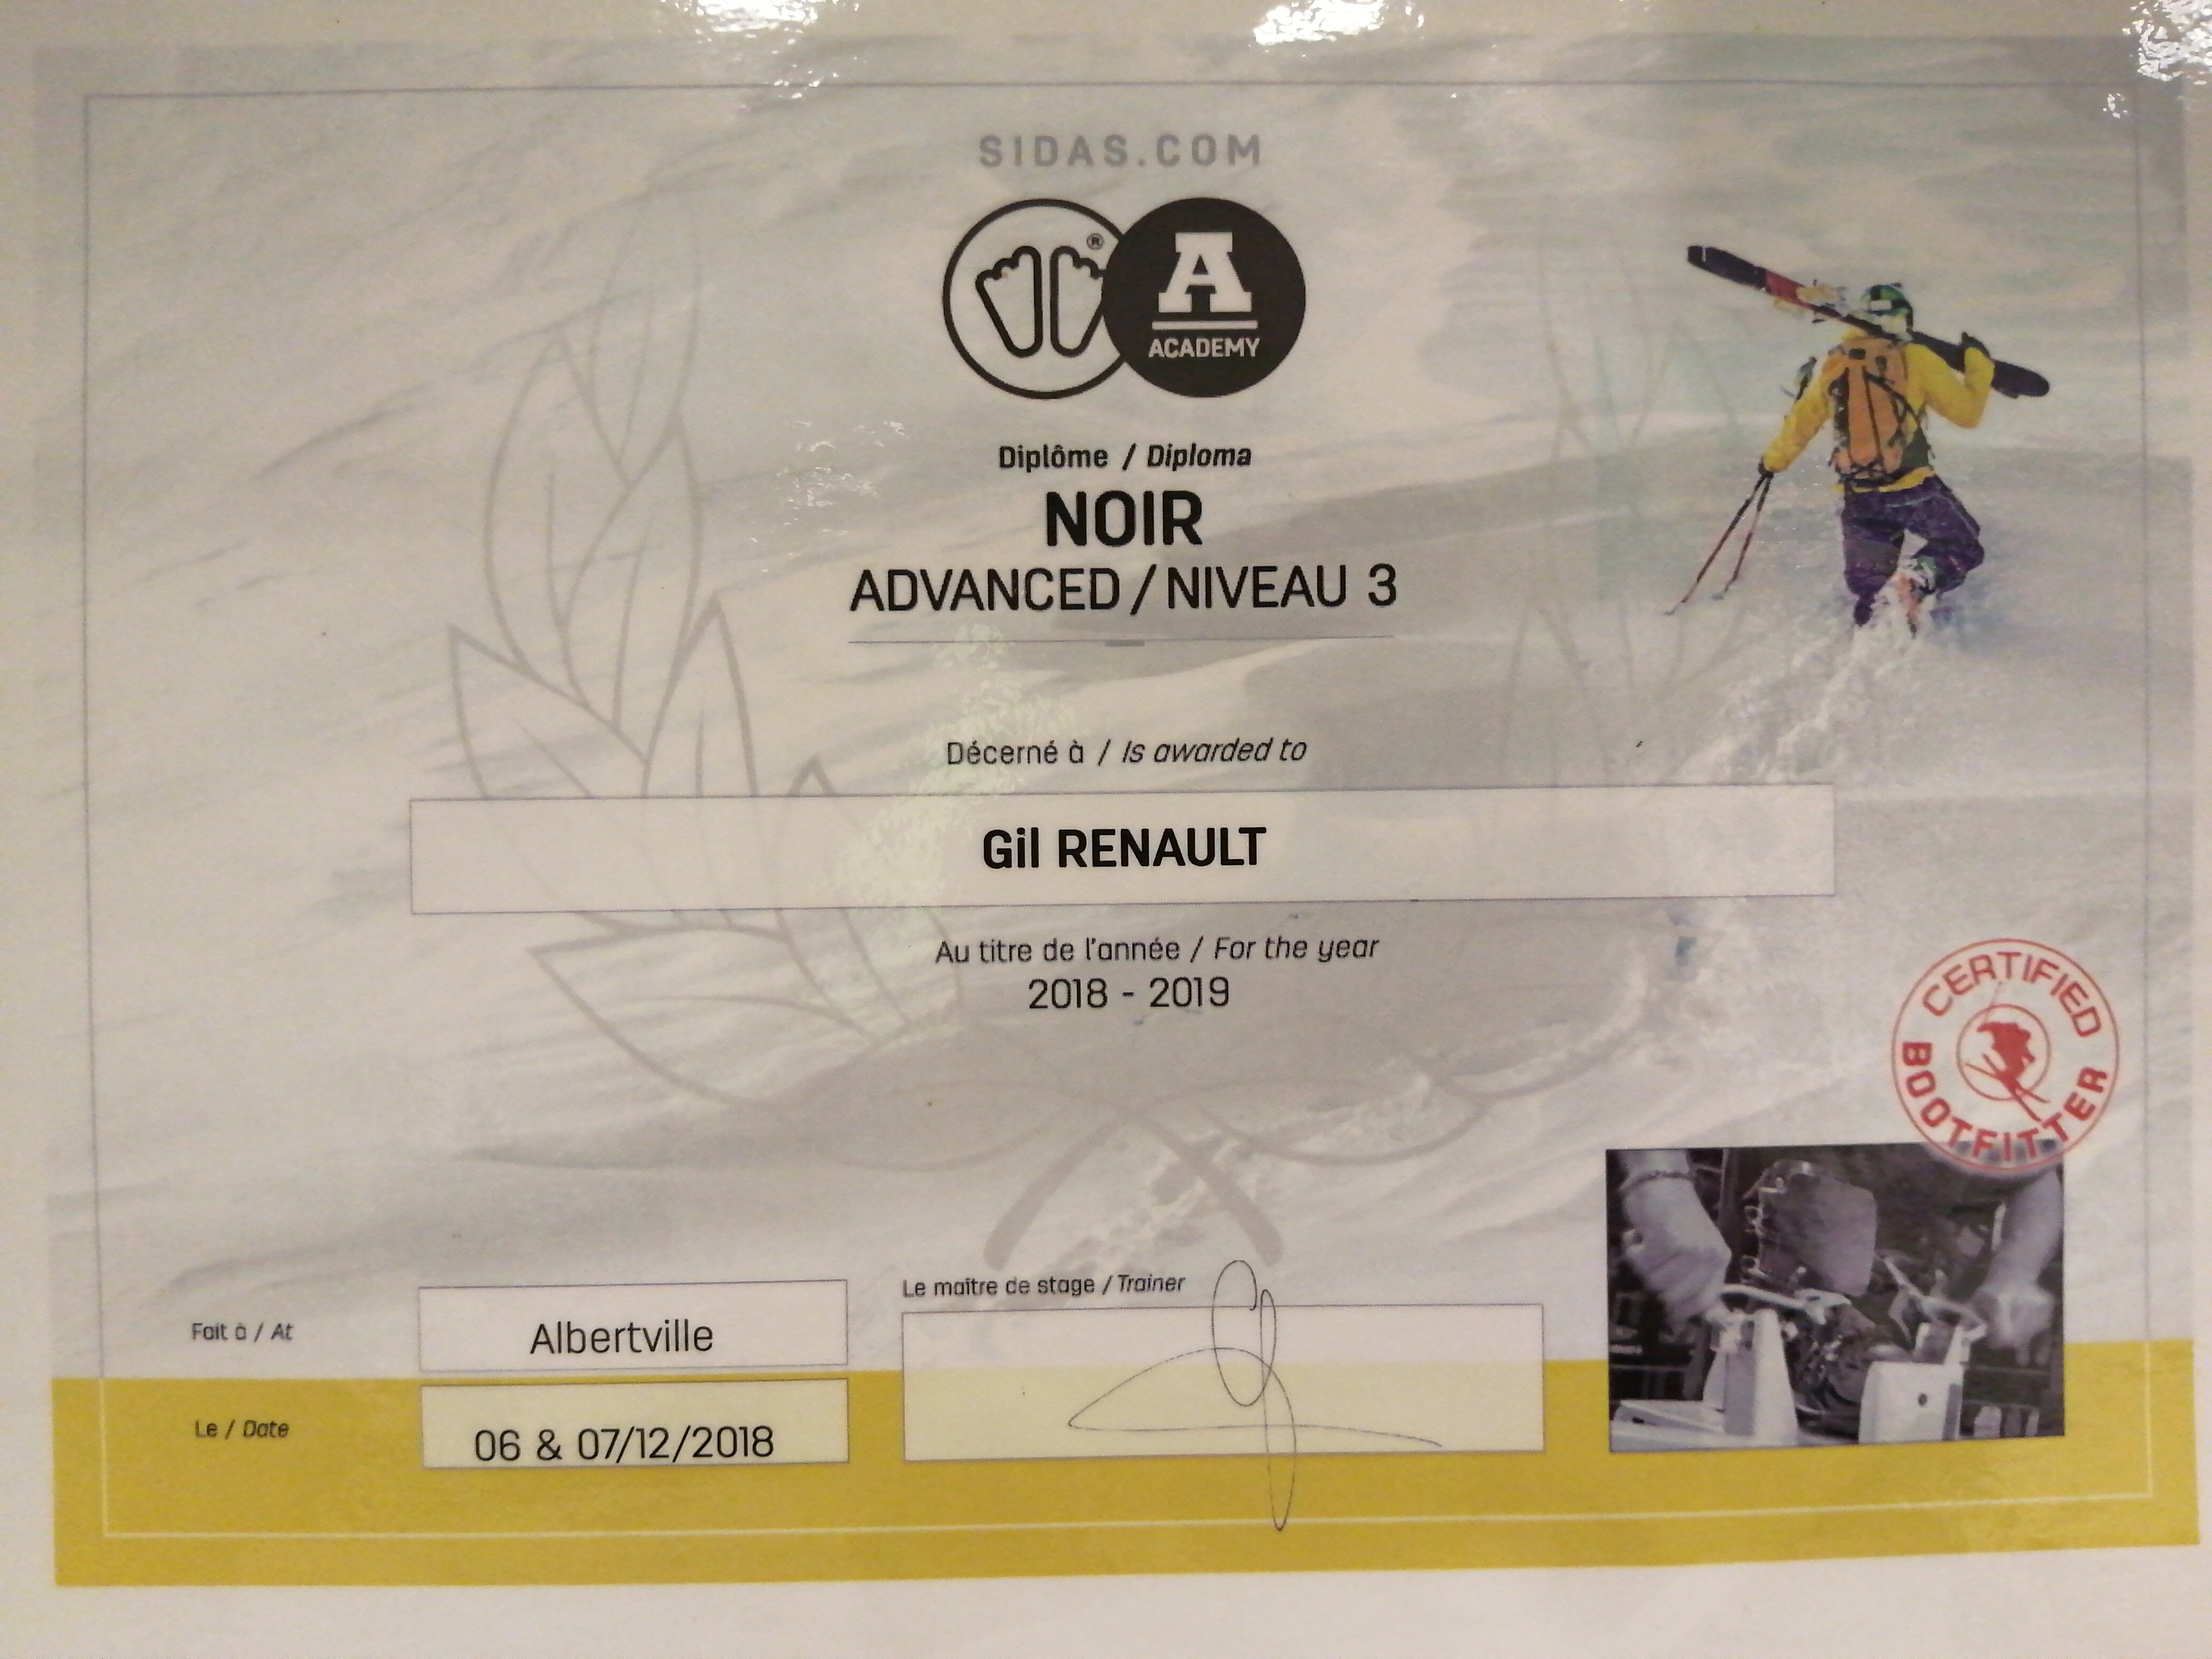 SIDAS.COM
®
A
ACADEMY
Diplôme / Diploma
NOIR
ADVANCED / NIVEAU 3
Décerné à / Is awarded to
Gil RENAULT
Au titre de l'année / For the year
2018 - 2019
CERTIFIED
BOOTFITTER
Le maître de stage / Trainer
Fait à / At
Albertville
Le / Date
06 & 07/12/2018